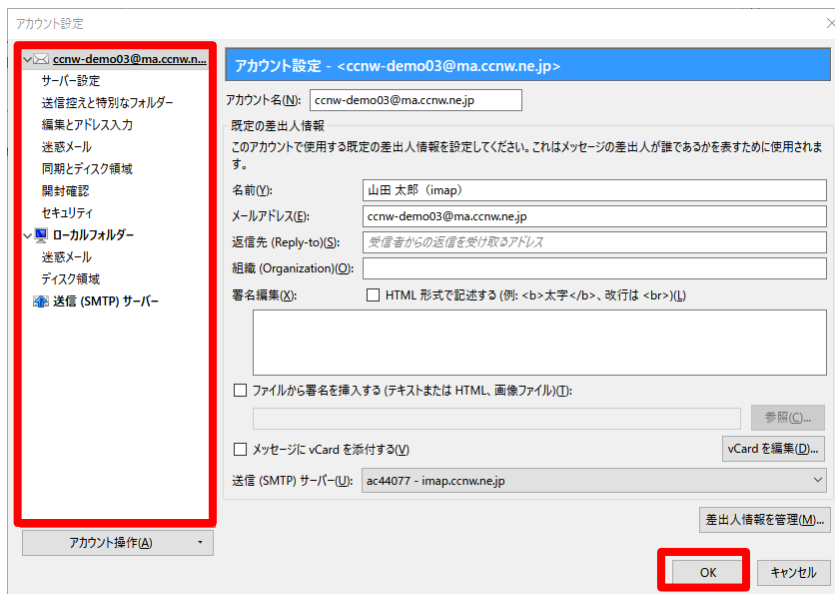 アカウント設定
ccnw-demo03@ma.ccnw.n...
サーバー設定
送信控えと特別なフォルダー
編集とアドレス入力
迷惑メール
同期とディスク領域
開封確認
セキュリティ
ローカルフォルダー
迷惑メール
ディスク領域
送信 (SMTP) サーバー
アカウント操作(A)
アカウント設定 - <ccnw-demo03@ma.ccnw.ne.jp>
アカウント名(N): ccnw-demo03@ma.ccnw.ne.jp
既定の差出人情報
このアカウントで使用する既定の差出人情報を設定してください。これはメッセージの差出人が誰であるかを表すために使用されま
す。
名前(Y): 山田 太郎（imap）
メールアドレス(E): ccnw-demo03@ma.ccnw.ne.jp
返信先 (Reply-to)(S): 受信者からの返信を受け取るアドレス
組織 (Organization)(O):
署名編集(X): HTML 形式で記述する (例: <b>太字</b>、改行は <br>)(L)
ファイルから署名を挿入する (テキストまたは HTML、画像ファイル)(T):
参照(C)...
メッセージに vCard を添付する(V) vCard を編集(D)...
送信 (SMTP) サーバー(U): ac44077 - imap.ccnw.ne.jp
差出人情報を管理(M)...
OK キャンセル